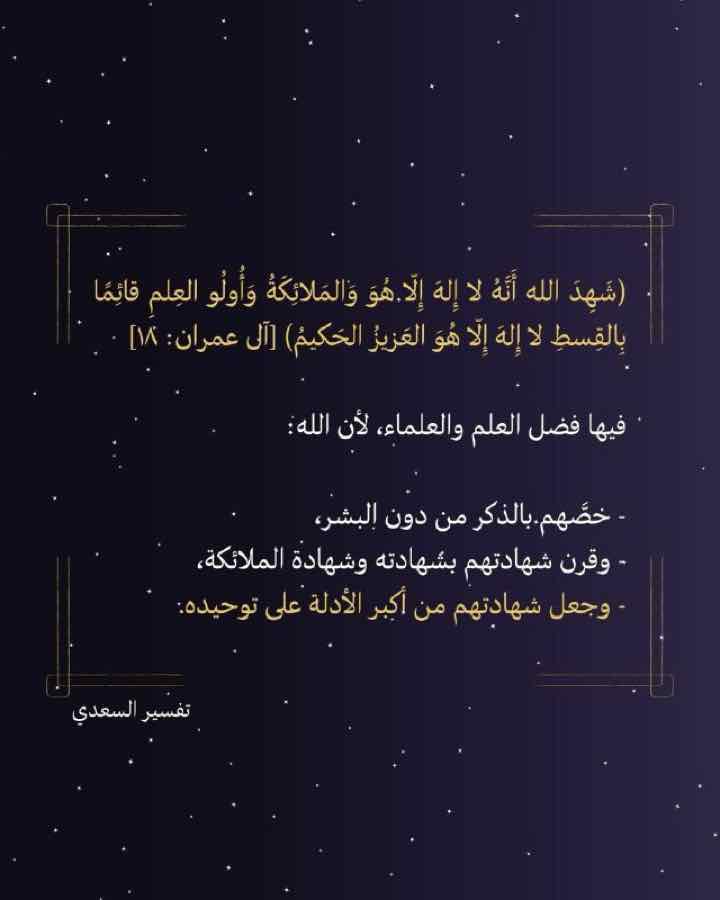 (شَهِدَ الله أَنَّهُ لا إِلهَ إِلّا هُوَ وَالمَلائِكَةُ وَأُولُو العِلمِ قائِمًا
بِالقِسطِ لا إِلهَ إِلّا هُوَ العَزيزُ الحَكيمُ) [آل عمران: ١٨]
فيها فضل العلم والعلماء، لأن الله:
- خصَّهم بالذكر من دون البشر،
- وقرن شهادتهم بشهادته وشهادة الملائكة،
- وجعل شهادتهم من أكبر الأدلة على توحيده.
تفسير السعدي